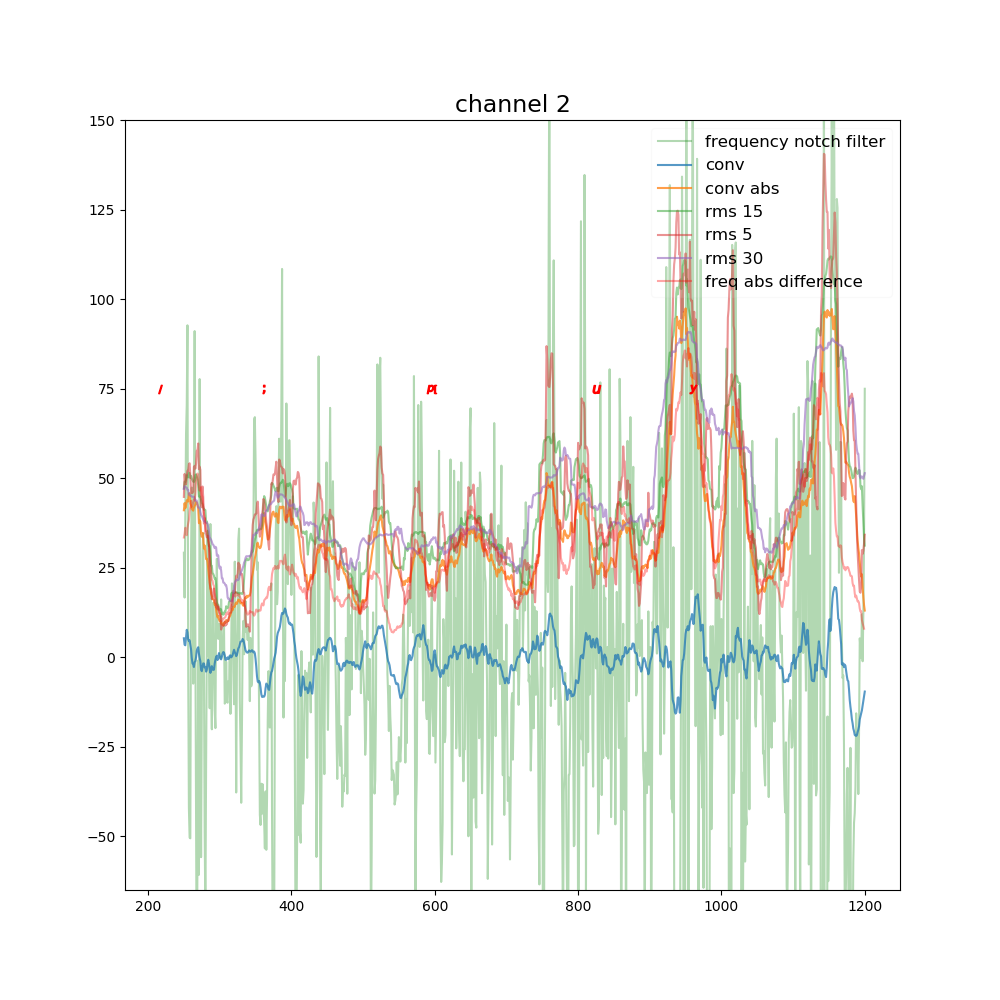 channel 2
150
125
100
75
50
25
0
−25
−50
frequency notch filter
conv
conv abs
rms 15
rms 5
rms 30
freq abs difference
; u y
200 400 600 800 1000 1200